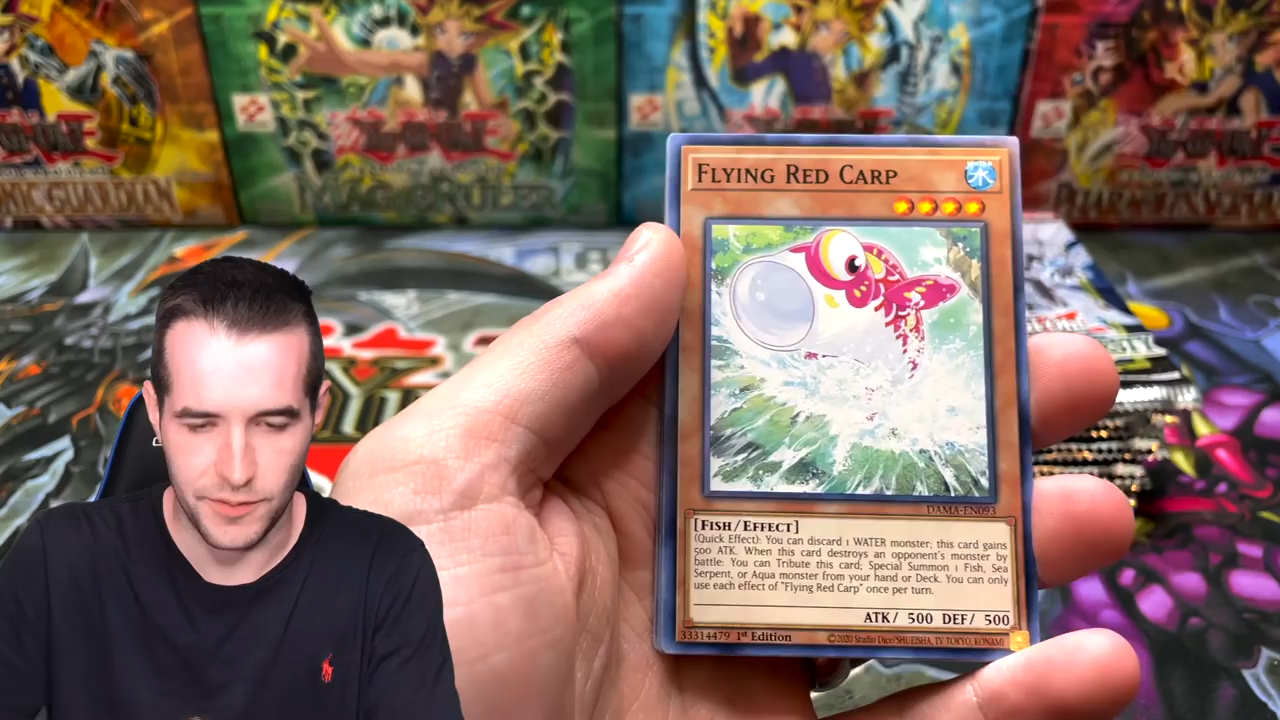 MAGIC RULER
FLYING RED CARP
WATER
水
DAMA-EN093
[FISH/EFFECT]
(Quick Effect): You can discard 1 WATER monster; this card gains
500 ATK. When this card destroys an opponent's monster by
battle: You can Tribute this card; Special Summon 1 Fish, Sea
Serpent, or Aqua monster from your hand or Deck. You can only
use each effect of "Flying Red Carp" once per turn.
ATK/ 500 DEF/ 500
33314479 1st Edition ©2020 Studio Dice/SHUEISHA, TV TOKYO, KONAMI